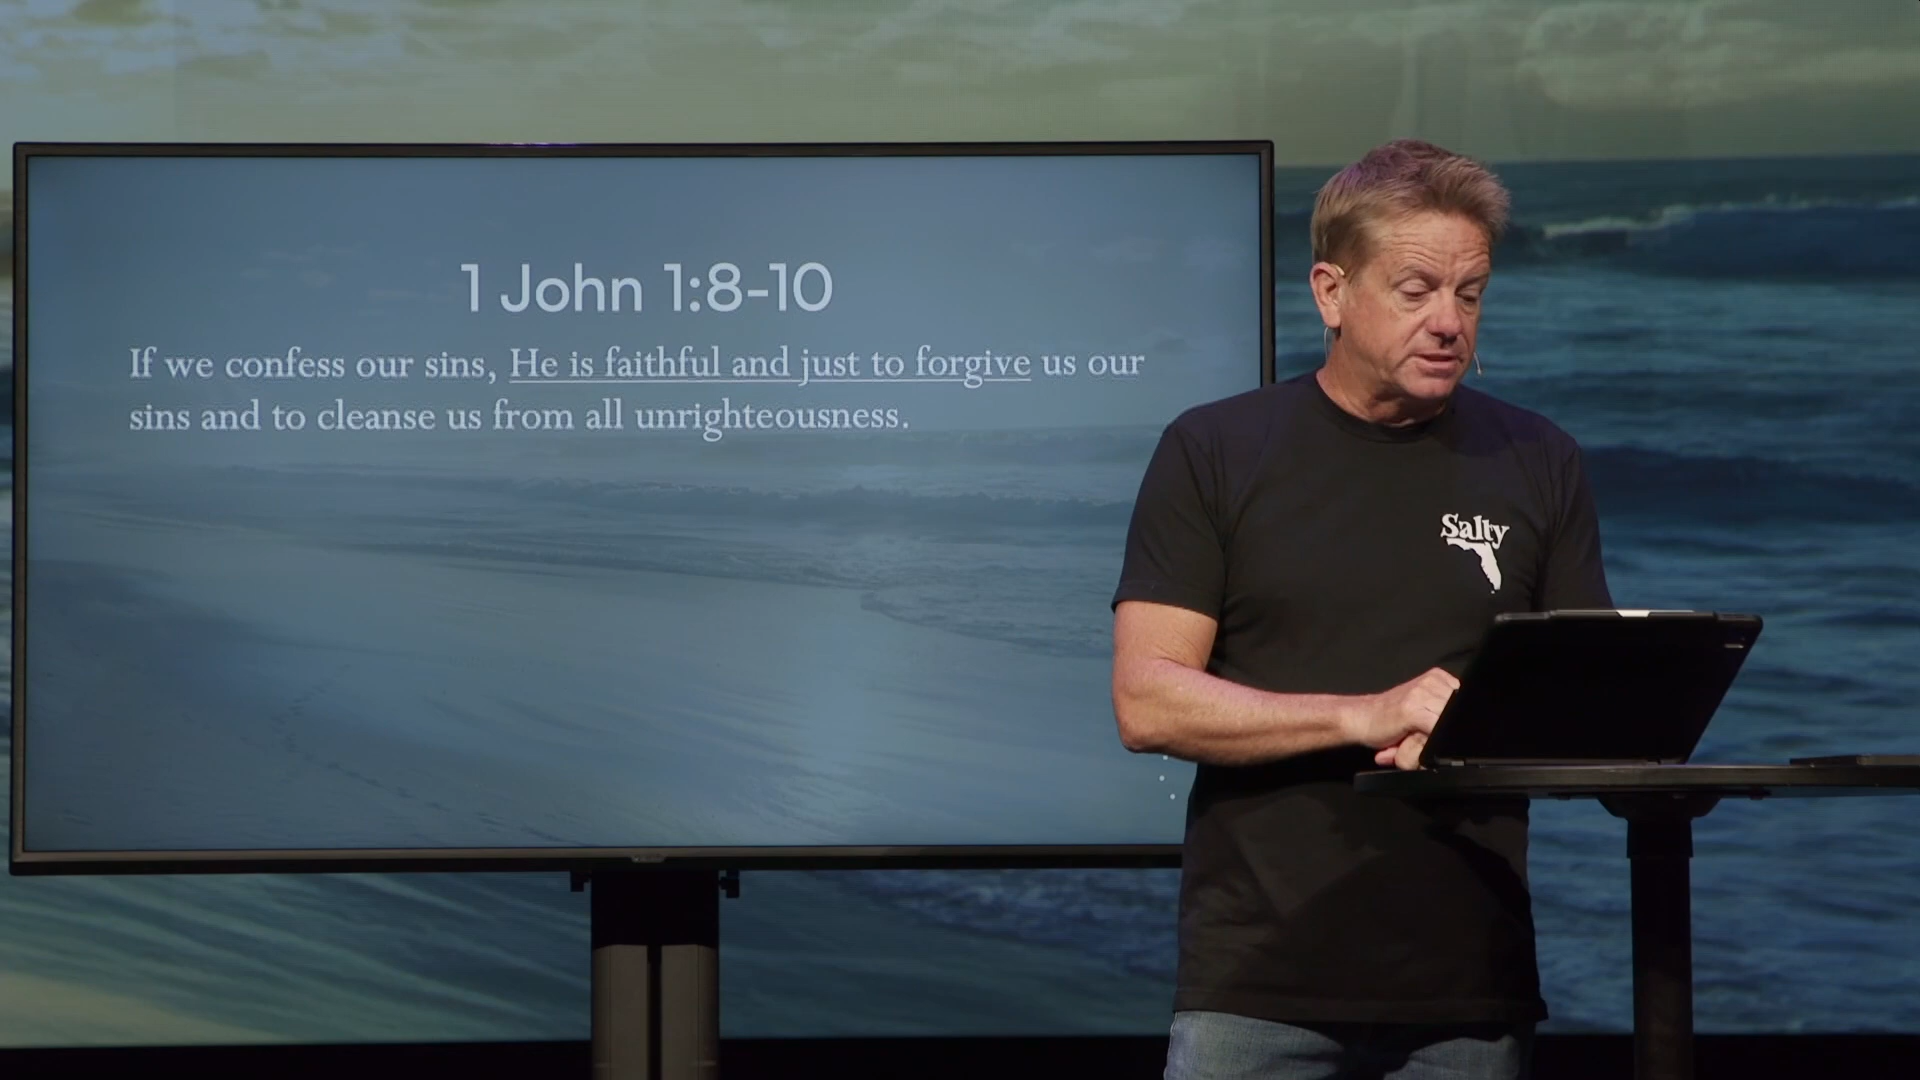 1 John 1:8-10
If we confess our sins, He is faithful and just to forgive us our
sins and to cleanse us from all unrighteousness.
Salty